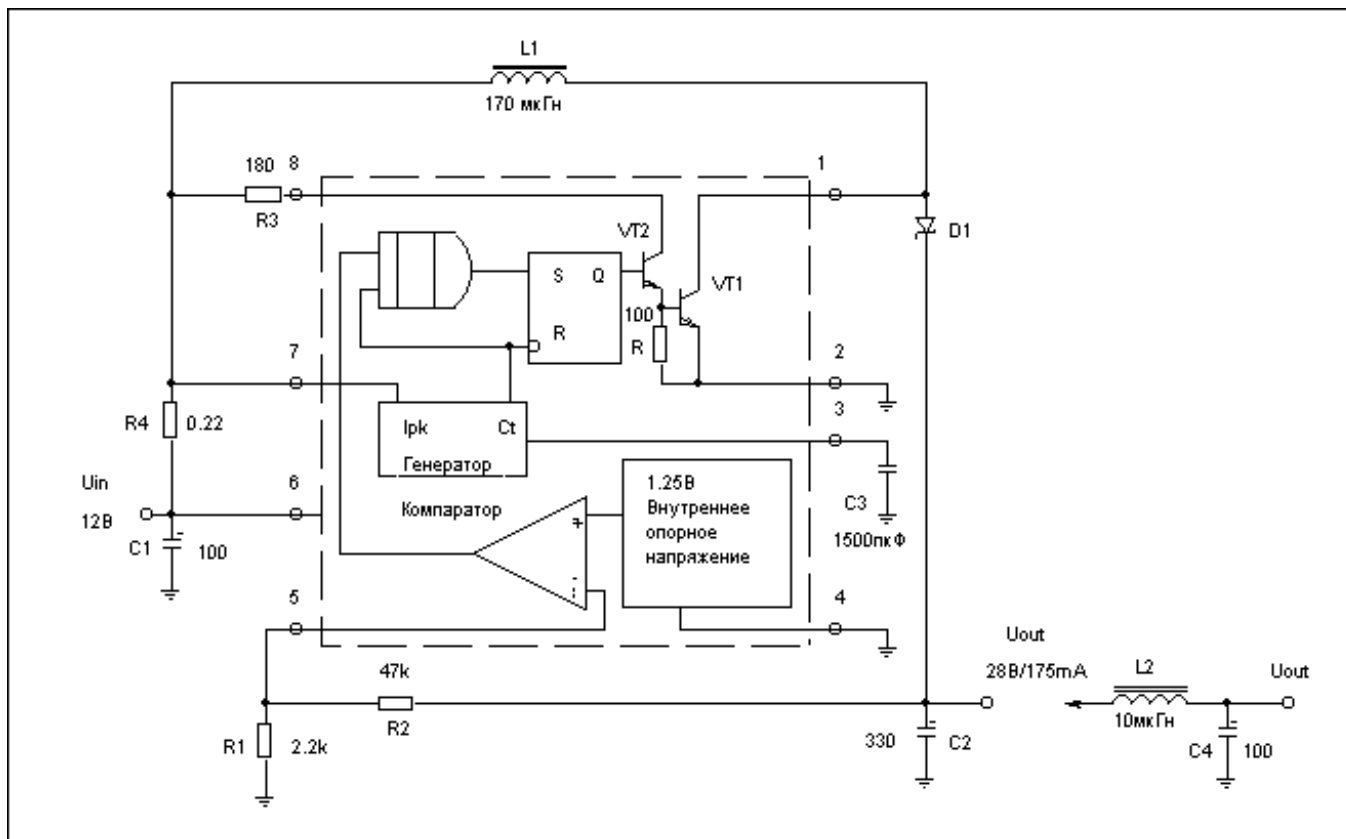 L1
170 мкГн
180
8
1
R3
VT2
D1
S
Q
VT1
100
R
R
7
2
3
R4
0.22
Ipk
Ct
Генератор
Uin
12В
6
1.25В
Внутреннее
опорное
напряжение
Компаратор
C3
1500пкФ
C1
100
5
4
47k
R2
Uout
28В/175mA
L2
10мкГн
Uout
R1
2.2k
330
C2
C4
100